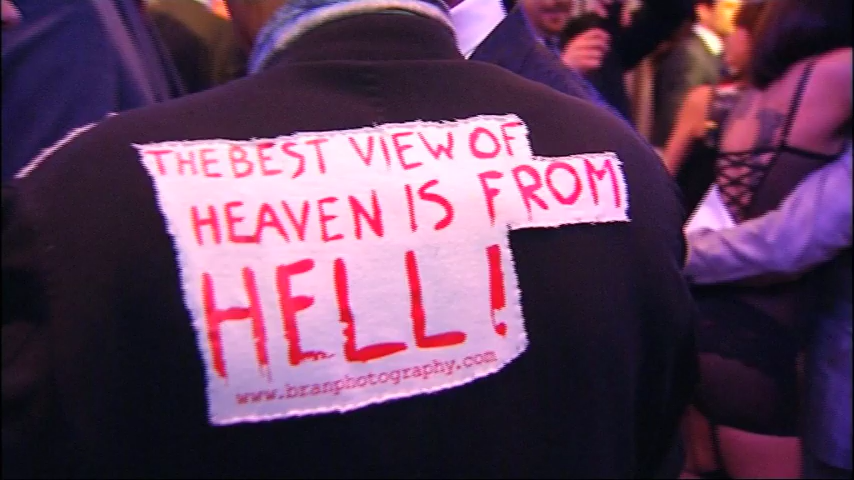 THE BEST VIEW OF
HEAVEN IS FROM
HELL!
www.branphotography.com